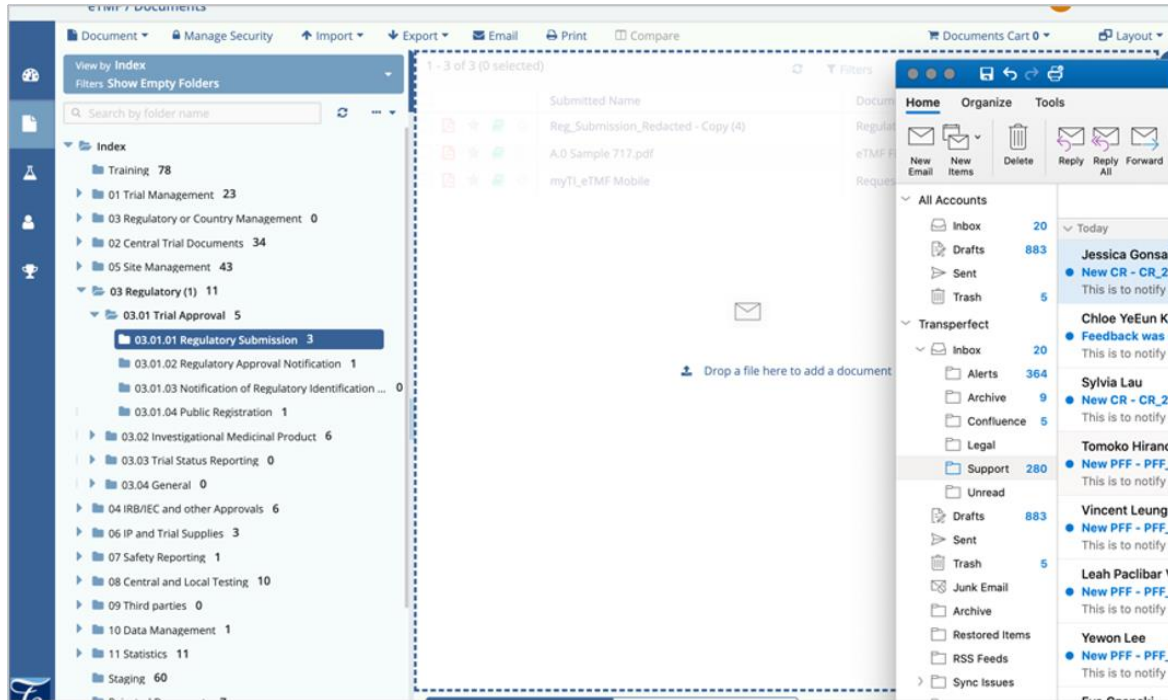 eTMF / Documents
Document
Manage Security
Import
Export
Email
Print
Compare
Documents Cart 0
Layout
View by Index
Filters Show Empty Folders
Search by folder name
Index
Training 78
01 Trial Management 23
03 Regulatory or Country Management 0
02 Central Trial Documents 34
05 Site Management 43
03 Regulatory (1) 11
03.01 Trial Approval 5
03.01.01 Regulatory Submission 3
03.01.02 Regulatory Approval Notification 1
03.01.03 Notification of Regulatory Identification ... 0
03.01.04 Public Registration 1
03.02 Investigational Medicinal Product 6
03.03 Trial Status Reporting 0
03.04 General 0
04 IRB/IEC and other Approvals 6
06 IP and Trial Supplies 3
07 Safety Reporting 1
08 Central and Local Testing 10
09 Third parties 0
10 Data Management 1
11 Statistics 11
Staging 60
1 - 3 of 3 (0 selected)
Filters
Submitted Name
Docum
Reg_Submission_Redacted - Copy (4)
Regulat
A.0 Sample 717.pdf
eTMF F
myTI_eTMF Mobile
Reques
Drop a file here to add a document
Home
Organize
Tools
New Email
New Items
Delete
Reply
Reply All
Forward
All Accounts
Inbox 20
Drafts 883
Sent
Trash 5
Transperfect
Inbox 20
Alerts 364
Archive 9
Confluence 5
Legal
Support 280
Unread
Drafts 883
Sent
Trash 5
Junk Email
Archive
Restored Items
RSS Feeds
Sync Issues
Today
Jessica Gonsa
New CR - CR_2
This is to notify
Chloe YeEun K
Feedback was
This is to notify
Sylvia Lau
New CR - CR_2
This is to notify
Tomoko Hirano
New PFF - PFF_
This is to notify
Vincent Leung
New PFF - PFF_
This is to notify
Leah Paclibar V
New PFF - PFF_
This is to notify
Yewon Lee
New PFF - PFF_
This is to notify